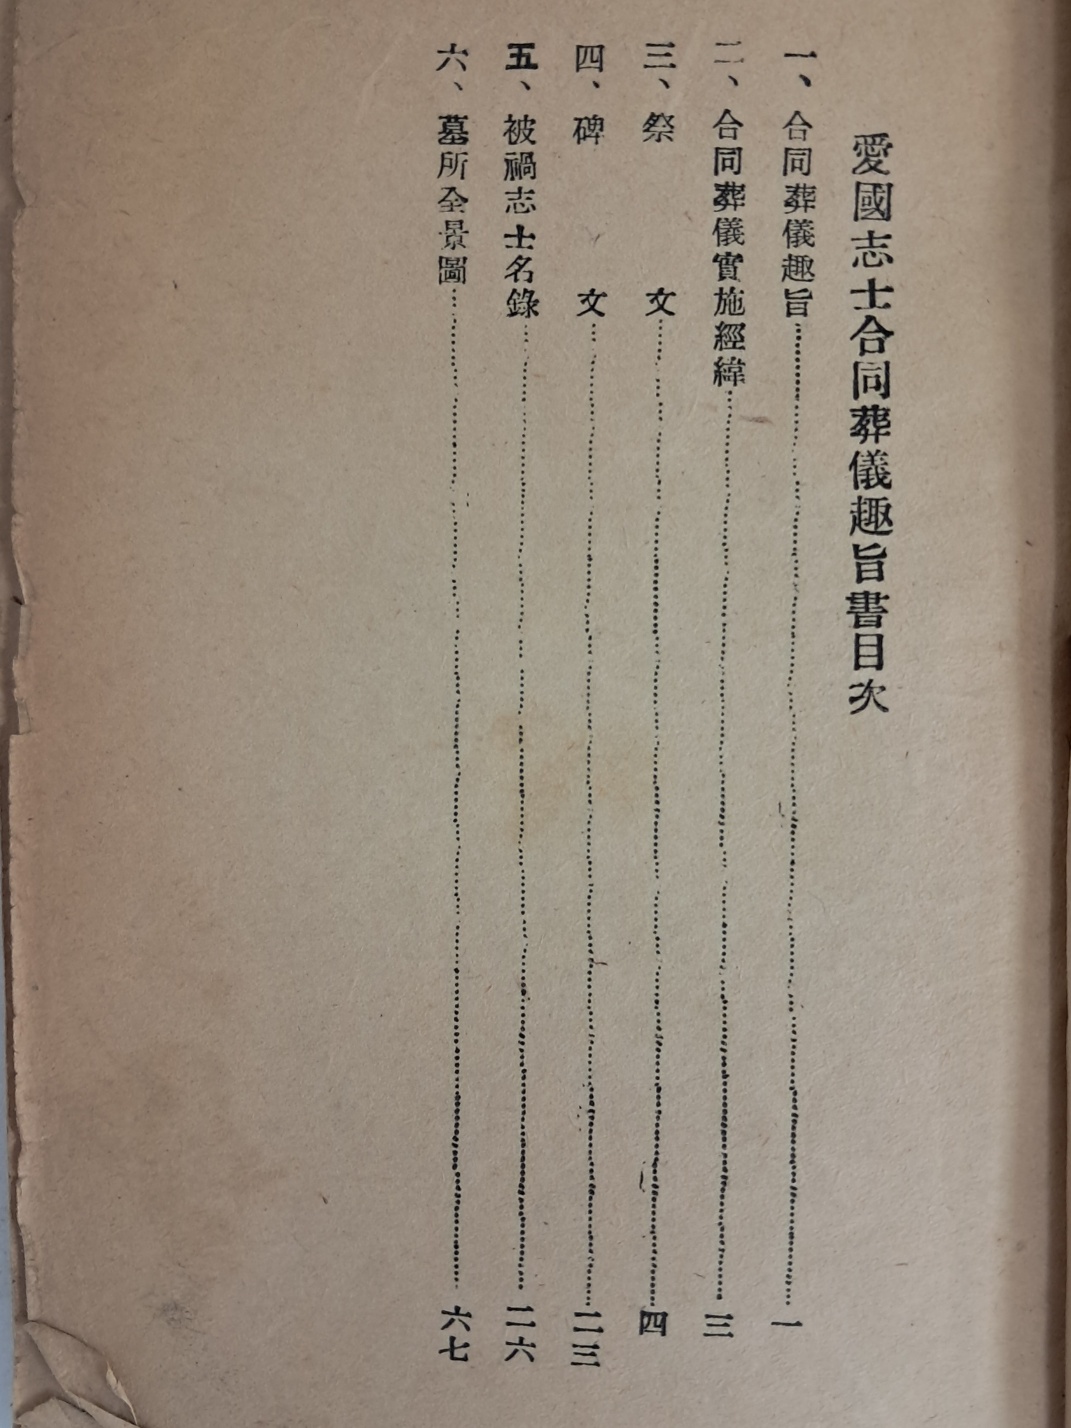 愛國志士合同葬儀趣旨書目次
一、合同葬儀趣旨……一
二、合同葬儀實施經緯……三
三、祭文……四
四、碑文……二三
五、被禍志士名錄……二六
六、墓所全景圖……六七